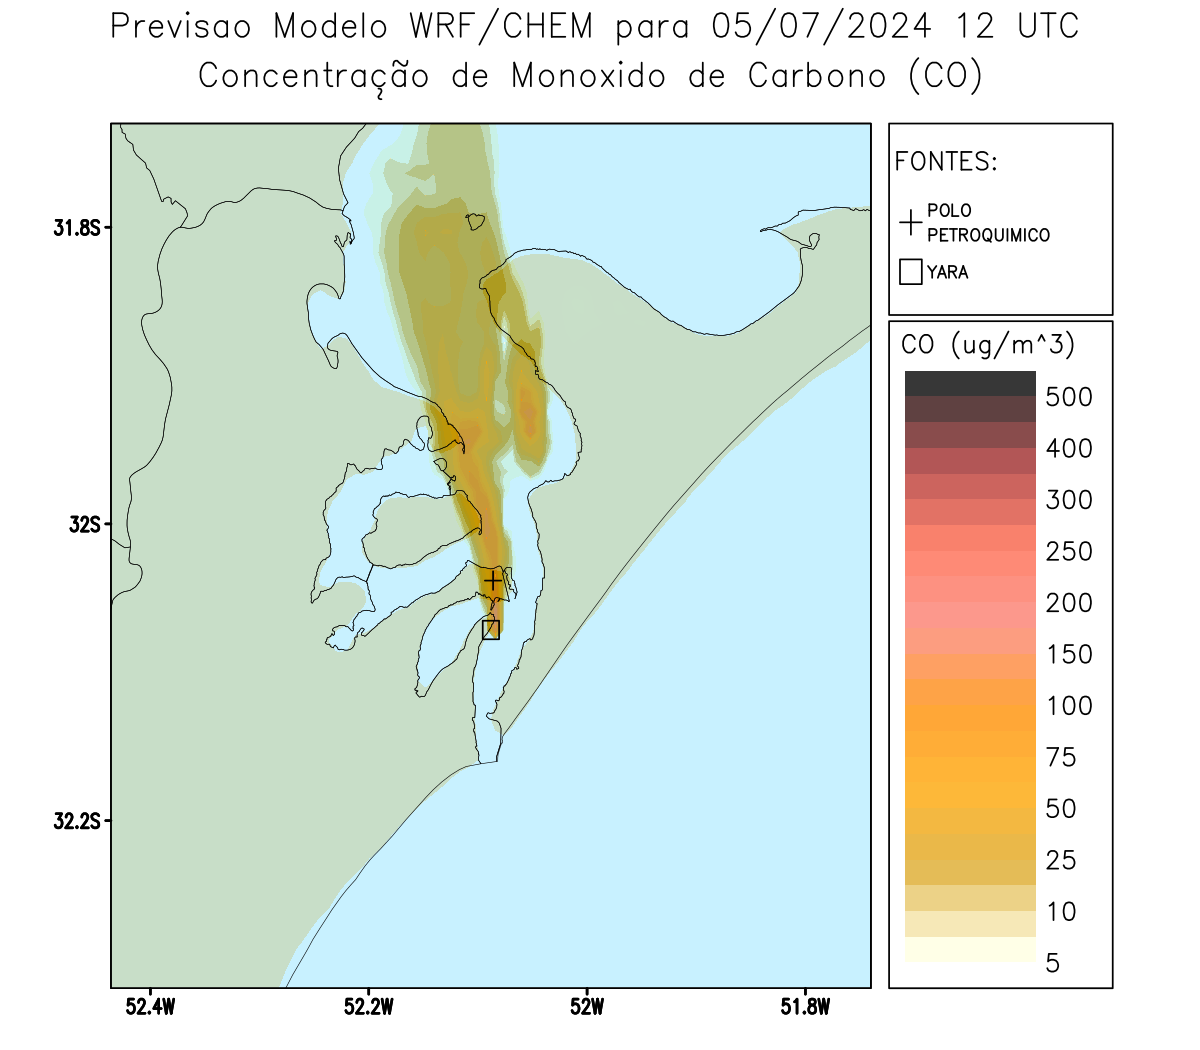 Previsao Modelo WRF/CHEM para 05/07/2024 12 UTC
Concentração de Monoxido de Carbono (CO)
FONTES:
POLO
PETROQUIMICO
YARA
CO (ug/m^3)
500
400
300
250
200
150
100
75
50
25
10
5
31.8S
32S
32.2S
52.4W
52.2W
52W
51.8W